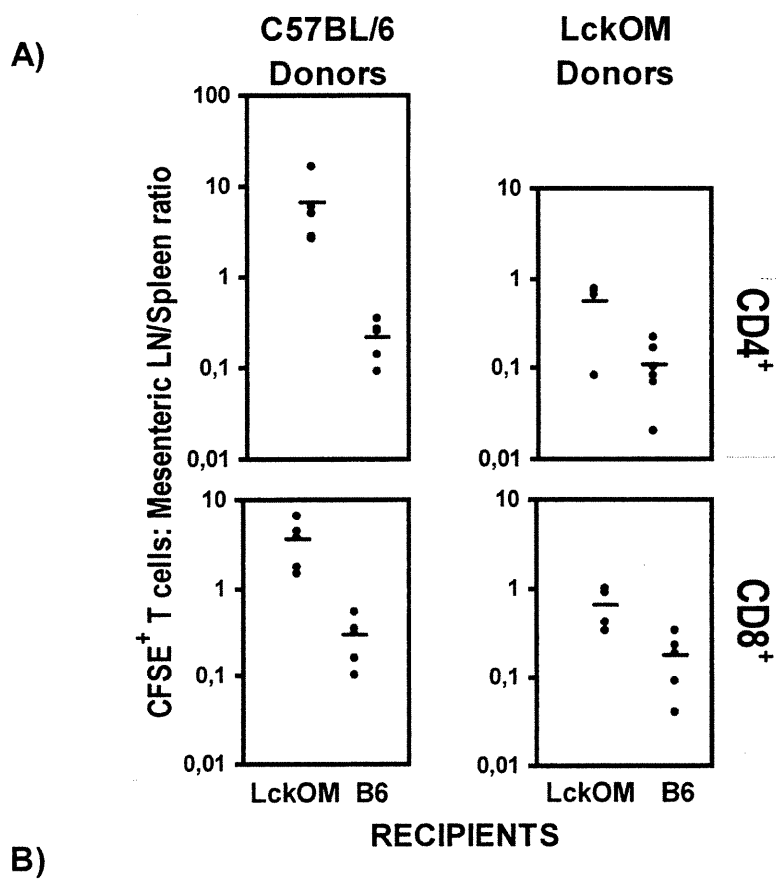 A)
C57BL/6
Donors
LckOM
Donors
CFSE⁺ T cells: Mesenteric LN/Spleen ratio
100
10
1
0,1
0,01
10
1
0,1
0,01
CD4⁺
10
1
0,1
0,01
10
1
0,1
0,01
CD8⁺
LckOM B6
LckOM B6
RECIPIENTS
B)